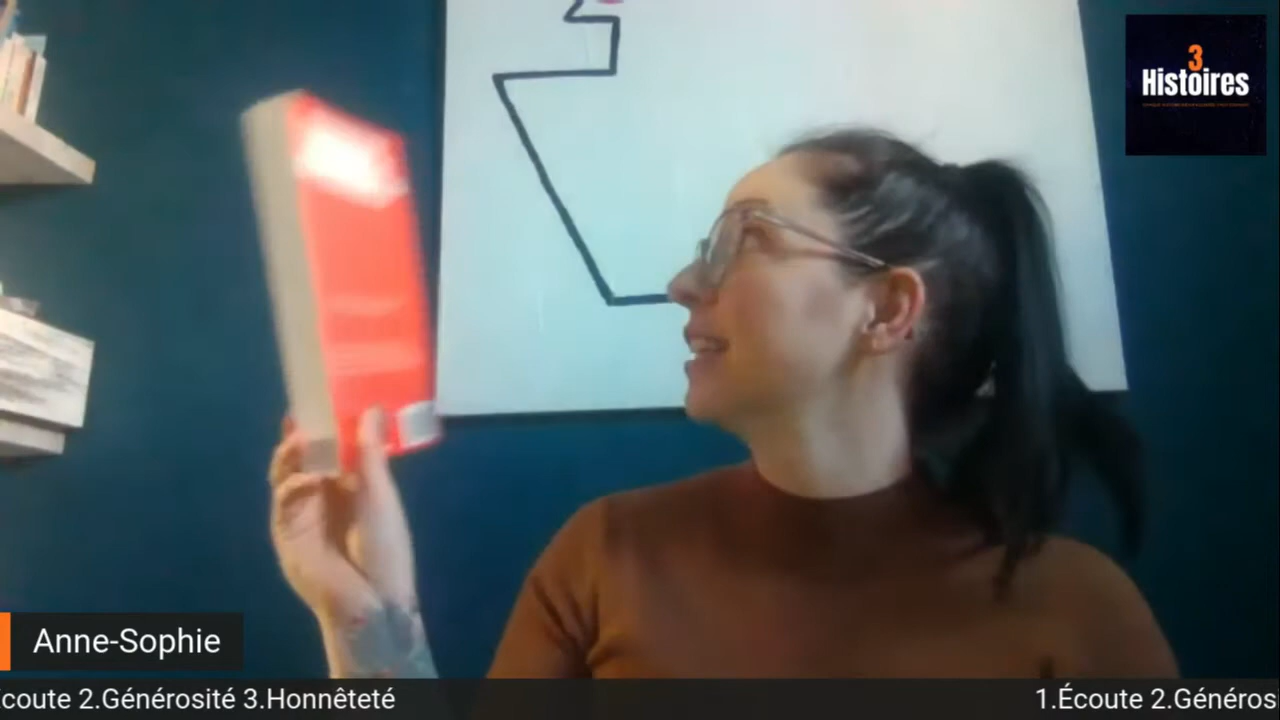 3
Histoires
Anne-Sophie
coute 2.Générosité 3.Honnêteté
1.Écoute 2.Généros